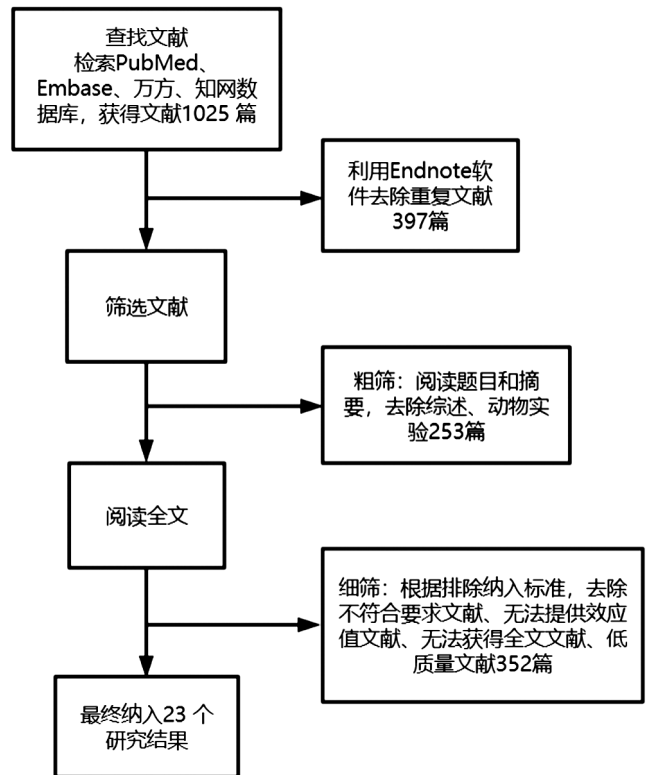 查找文献
检索PubMed、
Embase、万方、知网数
据库，获得文献1025 篇
利用Endnote软
件去除重复文献
397篇
筛选文献
粗筛：阅读题目和摘
要，去除综述、动物实
验253篇
阅读全文
细筛：根据排除纳入标准，去除
不符合要求文献、无法提供效应
值文献、无法获得全文文献、低
质量文献352篇
最终纳入23 个
研究结果